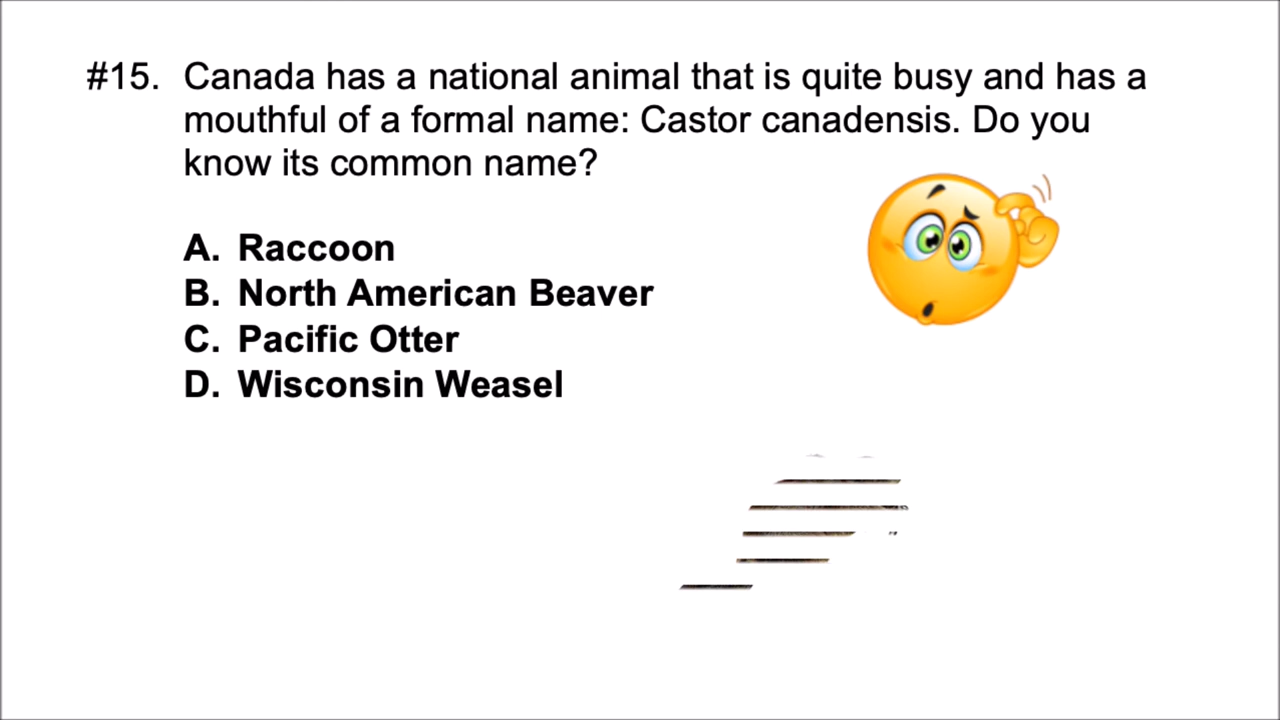 #15. Canada has a national animal that is quite busy and has a
mouthful of a formal name: Castor canadensis. Do you
know its common name?
A. Raccoon
B. North American Beaver
C. Pacific Otter
D. Wisconsin Weasel